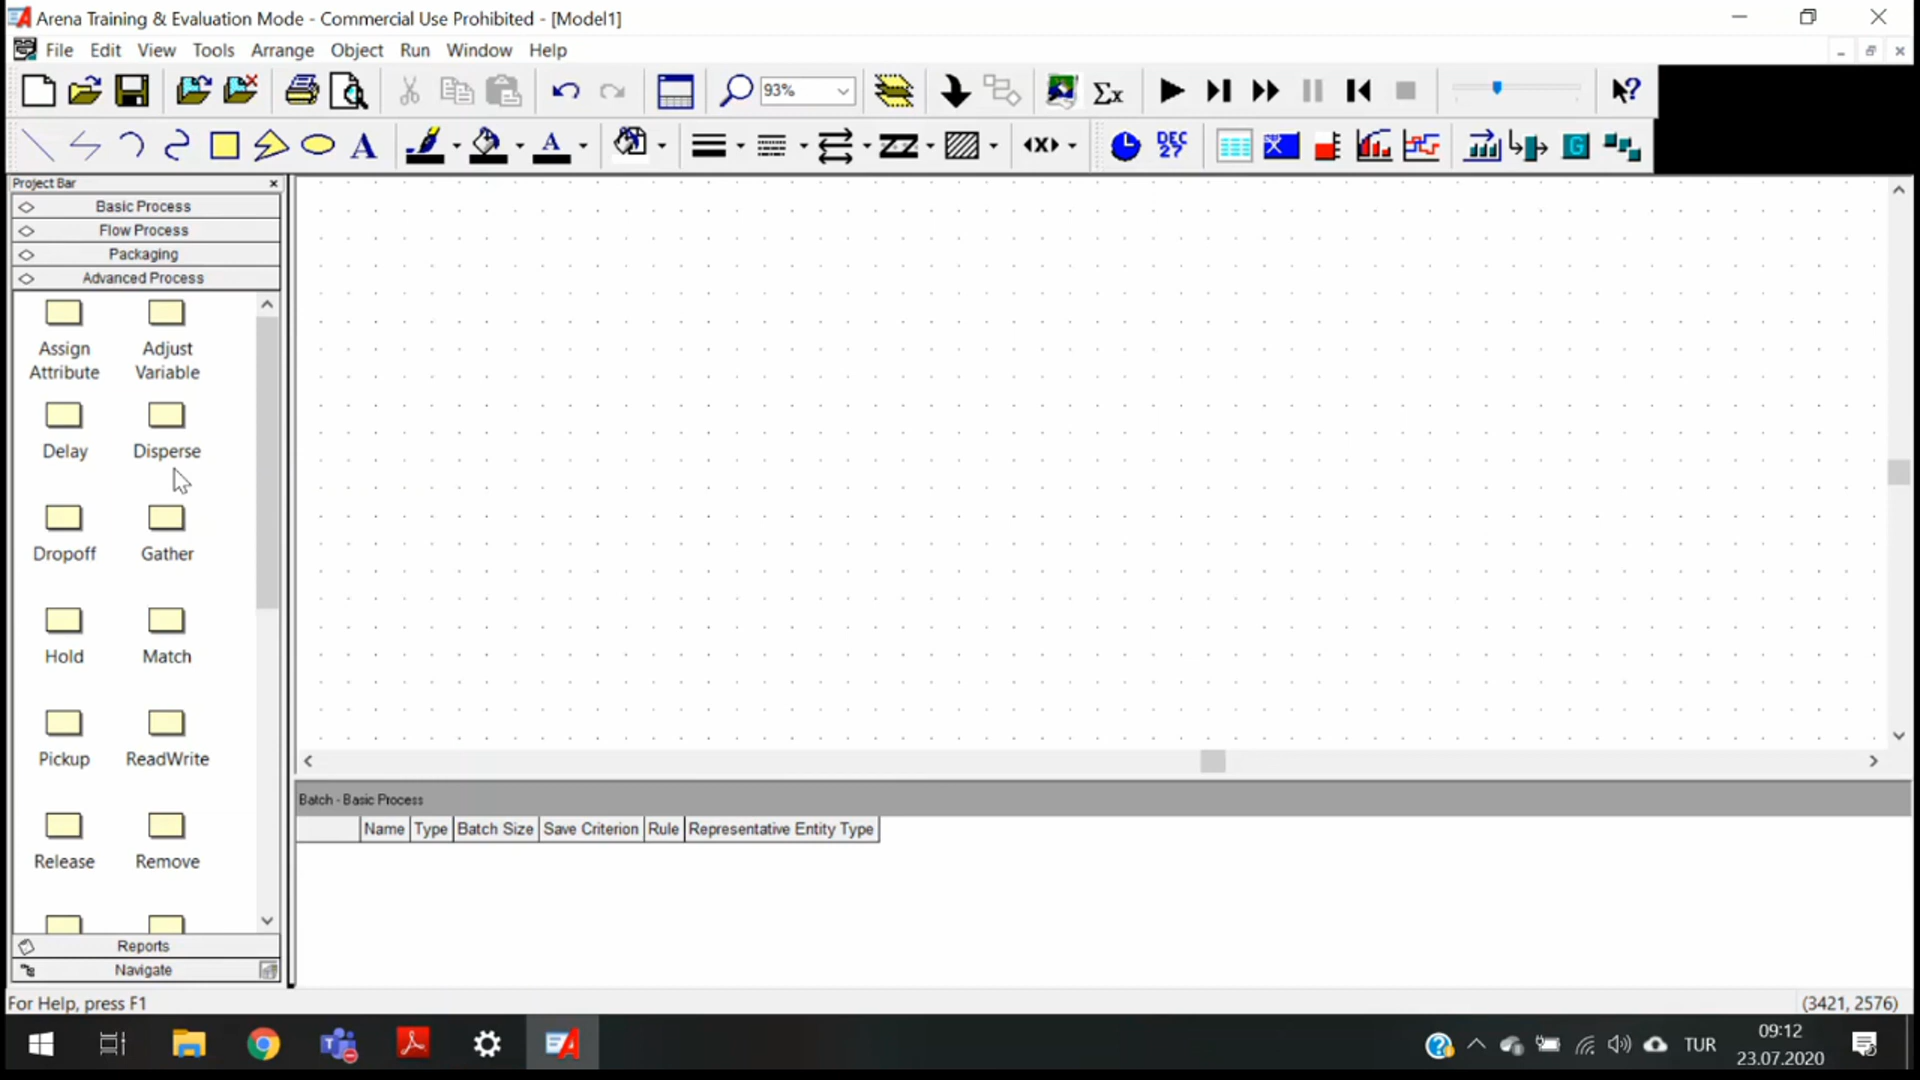 Arena Training & Evaluation Mode - Commercial Use Prohibited - [Model1]
File Edit View Tools Arrange Object Run Window Help
93%
Σx
A A DEC 27
Project Bar
Basic Process
Flow Process
Packaging
Advanced Process
Assign Attribute
Adjust Variable
Delay Disperse
Dropoff Gather
Hold Match
Pickup ReadWrite
Release Remove
Reports
Navigate
Batch - Basic Process
Name Type Batch Size Save Criterion Rule Representative Entity Type
For Help, press F1
(3421, 2576)
TUR
09:12
23.07.2020